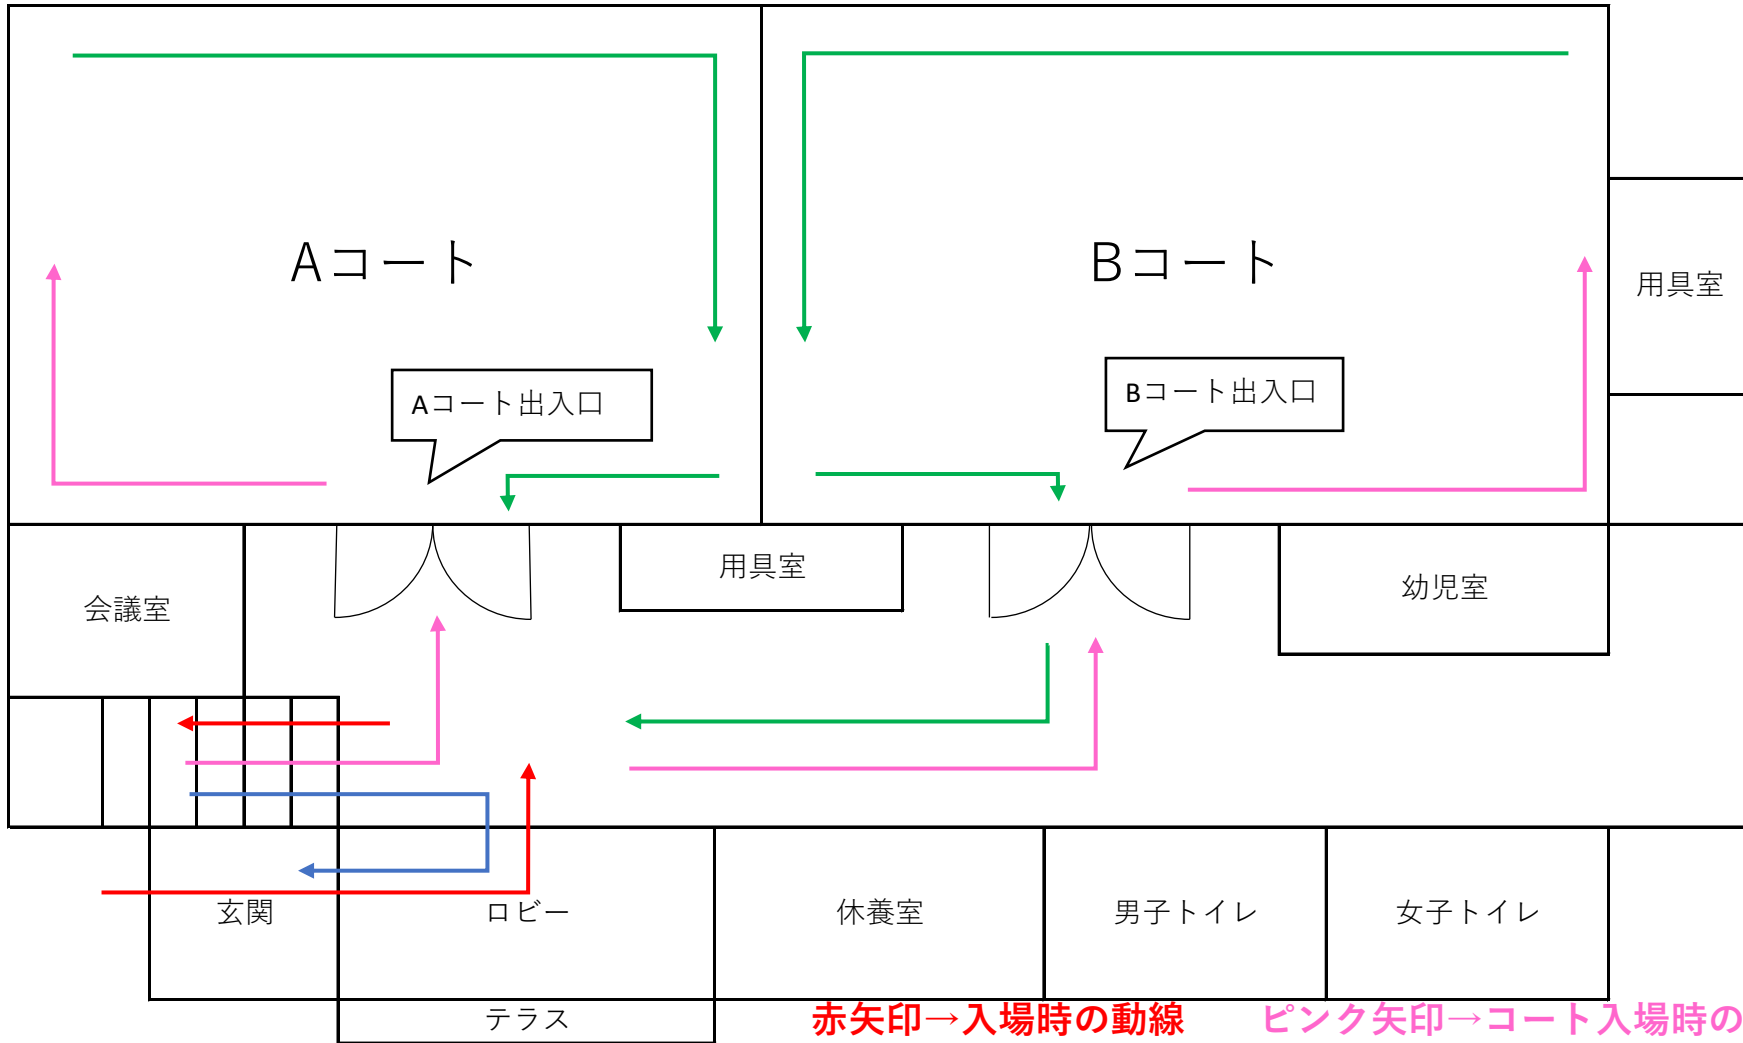 Aコート
Bコート
用具室
Aコート出入口
Bコート出入口
会議室
用具室
幼児室
玄関
ロビー
休養室
男子トイレ
女子トイレ
テラス
赤矢印→入場時の動線
ピンク矢印→コート入場時の